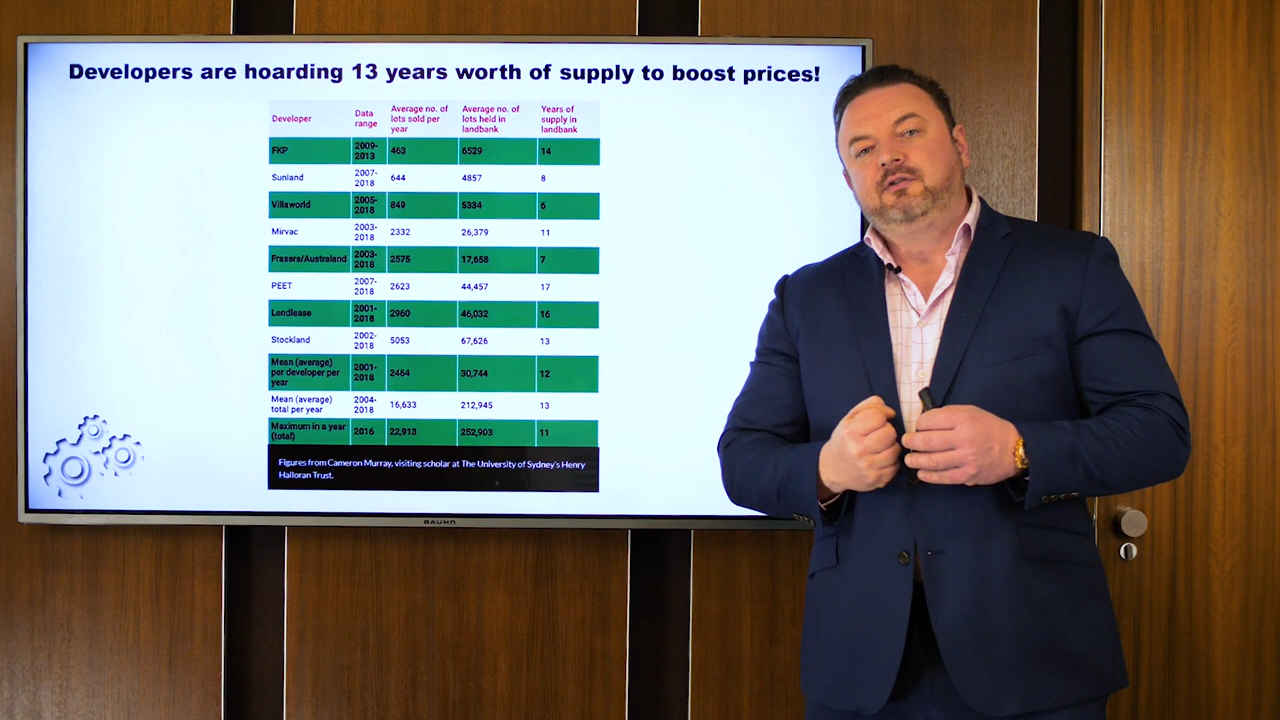 Developers are hoarding 13 years worth of supply to boost prices!
Developer
Data
range
Average no. of
lots sold per
year
Average no. of
lots held in
landbank
Years of
supply in
landbank
FKP
2009-
2013
463
6529
14
Sunland
2007-
2018
644
4857
8
Villaworld
2005-
2018
849
5334
6
Mirvac
2003-
2018
2332
26,379
11
Frasers/Australand
2003-
2018
2575
17,658
7
PEET
2007-
2018
2623
44,457
17
Lendlease
2001-
2018
2960
46,032
16
Stockland
2002-
2018
5053
67,626
13
Mean (average)
per developer per
year
2001-
2018
2464
30,744
12
Mean (average)
total per year
2004-
2018
16,633
212,945
13
Maximum in a year
(total)
2016
22,913
252,903
11
Figures from Cameron Murray, visiting scholar at The University of Sydney's Henry
Halloran Trust.
BAUHN